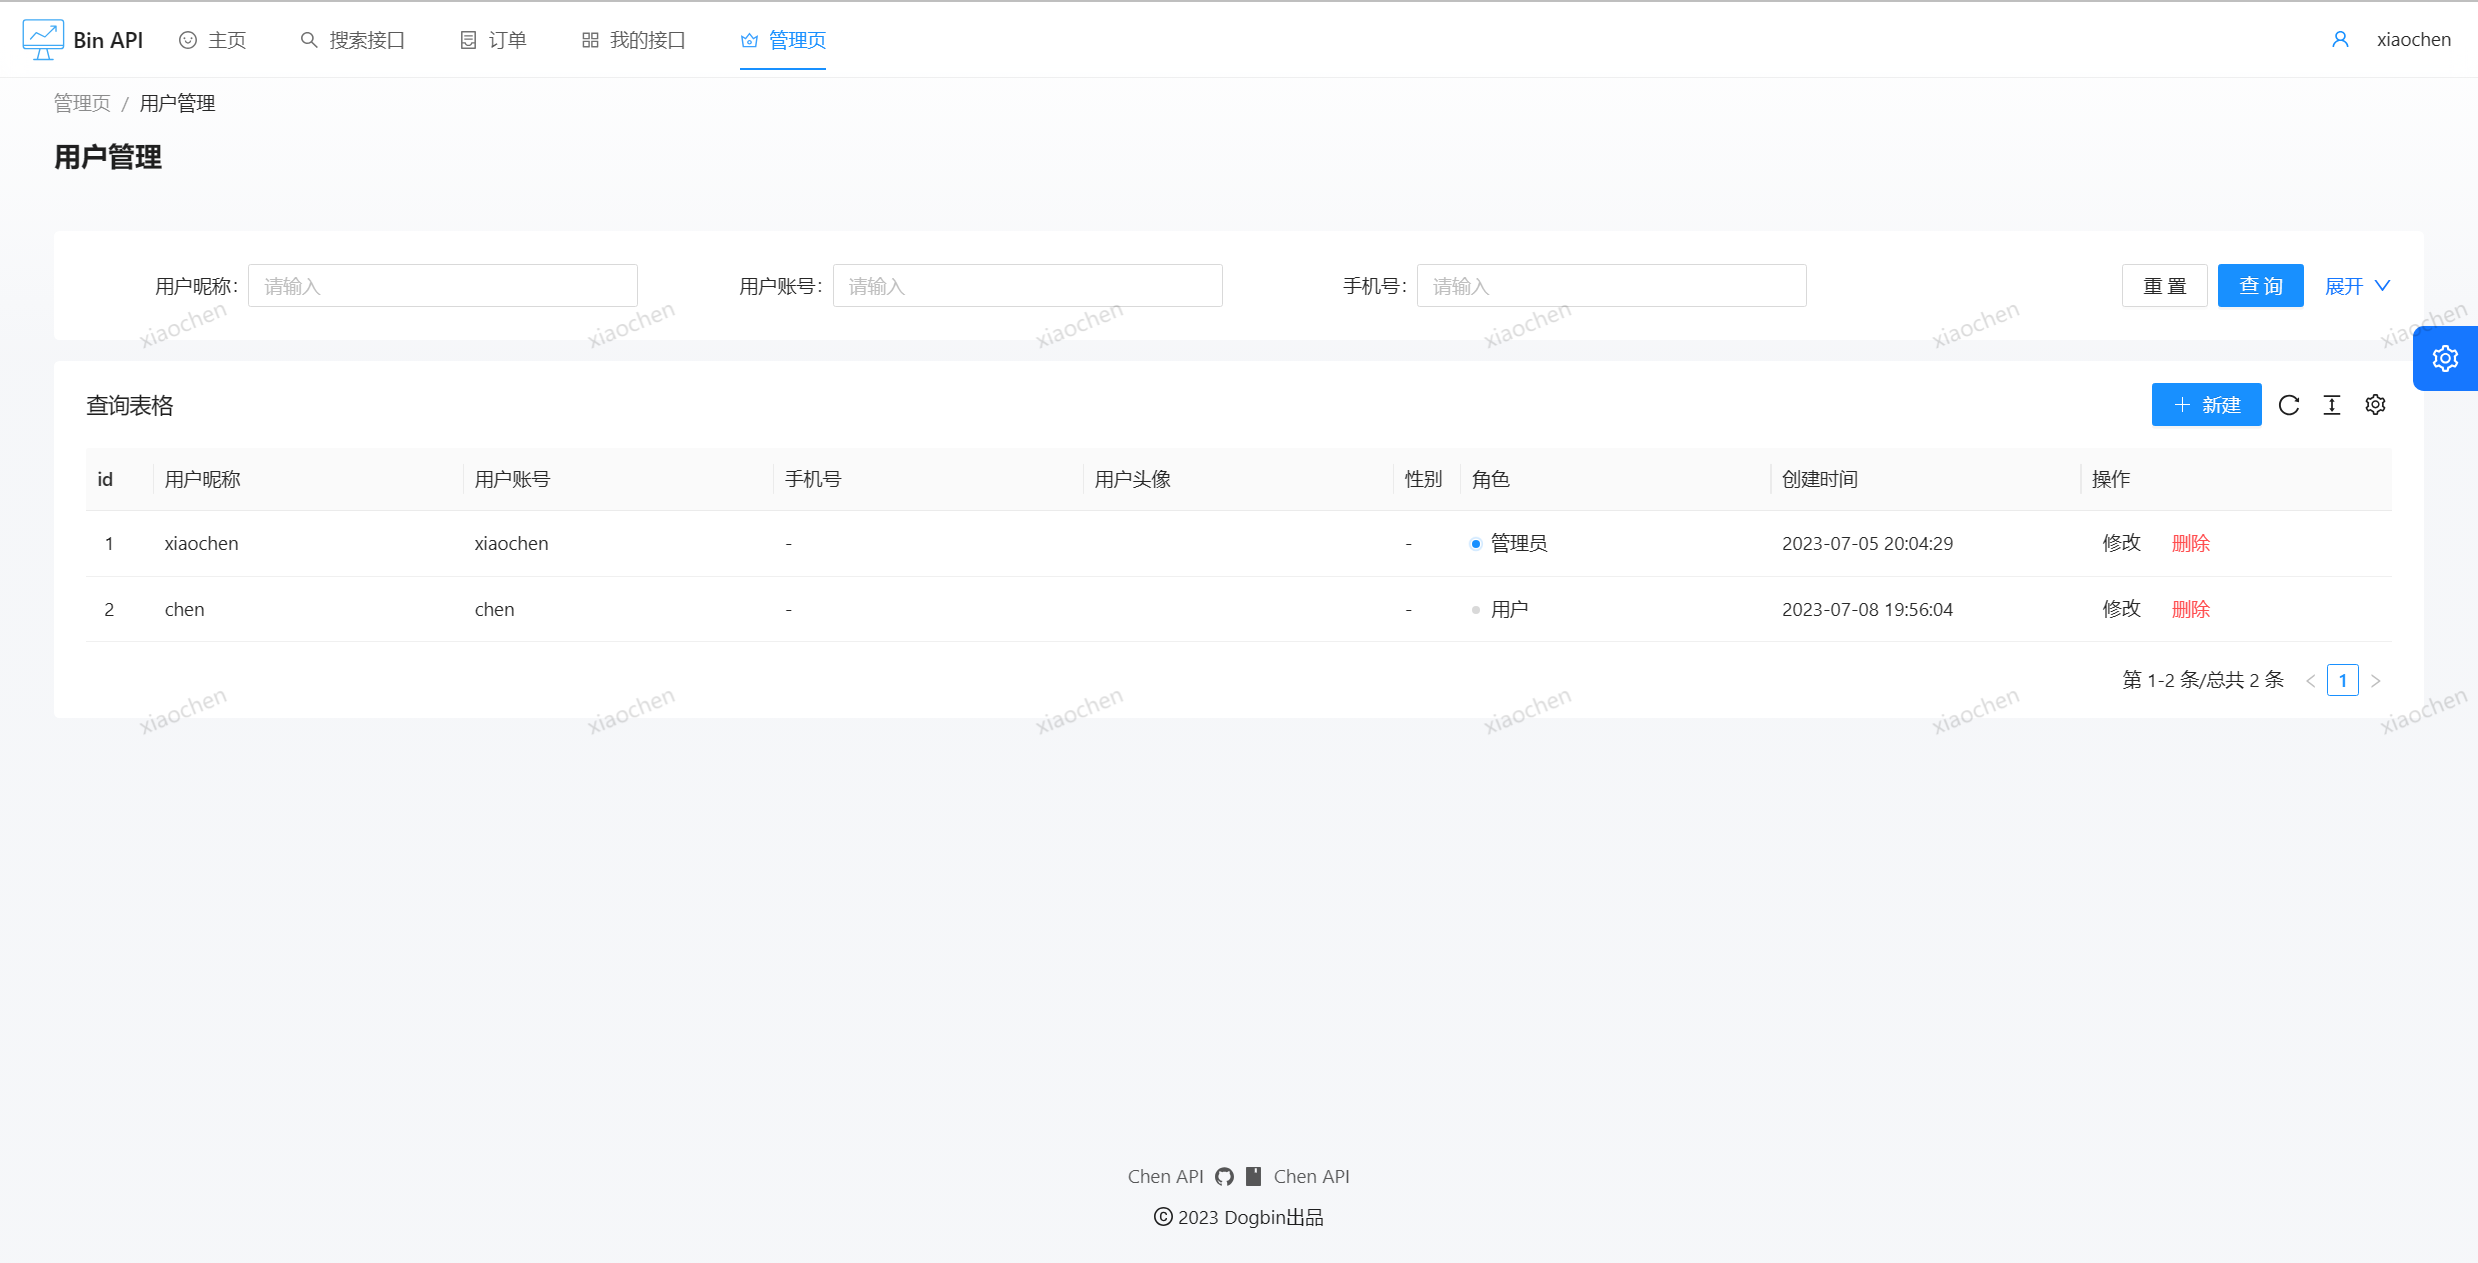 Bin API 主页 搜索接口 订单 我的接口 管理页 xiaochen
管理页 / 用户管理
用户管理
用户昵称: 请输入 用户账号: 请输入 手机号: 请输入 重 置 查 询 展开
xiaochen xiaochen xiaochen xiaochen xiaochen xiaochen
查询表格 新建
id 用户昵称 用户账号 手机号 用户头像 性别 角色 创建时间 操作
1 xiaochen xiaochen - - 管理员 2023-07-05 20:04:29 修改 删除
2 chen chen - - 用户 2023-07-08 19:56:04 修改 删除
第 1-2 条/总共 2 条 < 1 >
xiaochen xiaochen xiaochen xiaochen xiaochen xiaochen
Chen API Chen API
© 2023 Dogbin出品